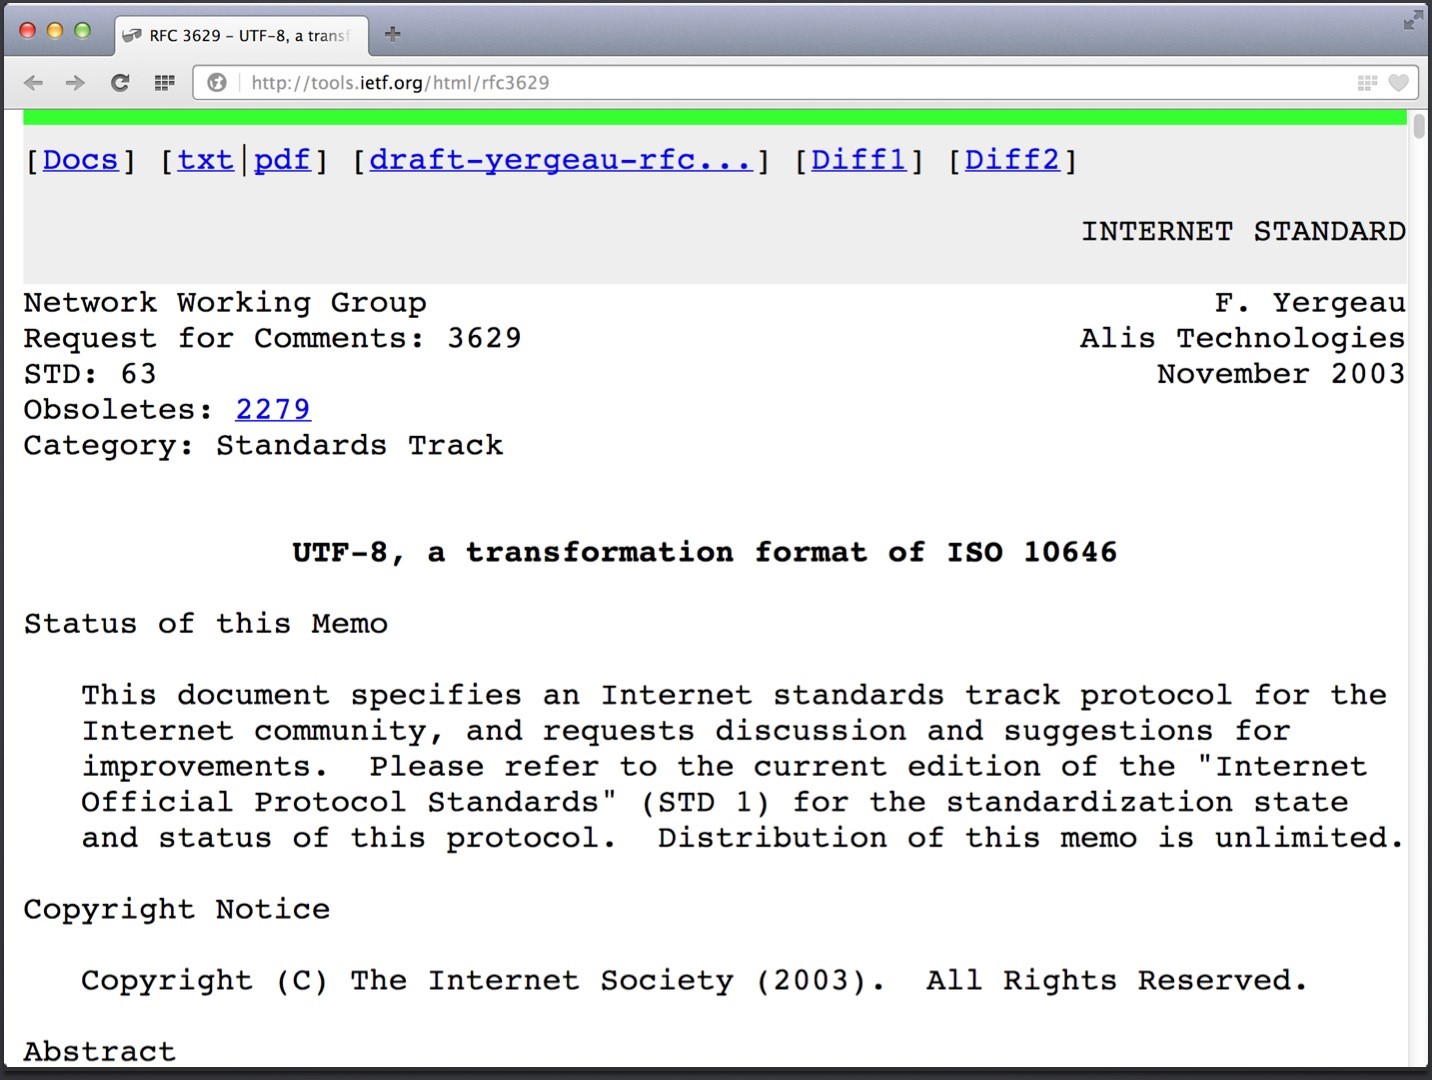 RFC 3629 - UTF-8, a transf
http://tools.ietf.org/html/rfc3629
[Docs] [txt|pdf] [draft-yergeau-rfc...] [Diff1] [Diff2]
INTERNET STANDARD
Network Working Group F. Yergeau
Request for Comments: 3629 Alis Technologies
STD: 63 November 2003
Obsoletes: 2279
Category: Standards Track
UTF-8, a transformation format of ISO 10646
Status of this Memo
This document specifies an Internet standards track protocol for the
Internet community, and requests discussion and suggestions for
improvements.  Please refer to the current edition of the "Internet
Official Protocol Standards" (STD 1) for the standardization state
and status of this protocol.  Distribution of this memo is unlimited.
Copyright Notice
Copyright (C) The Internet Society (2003).  All Rights Reserved.
Abstract